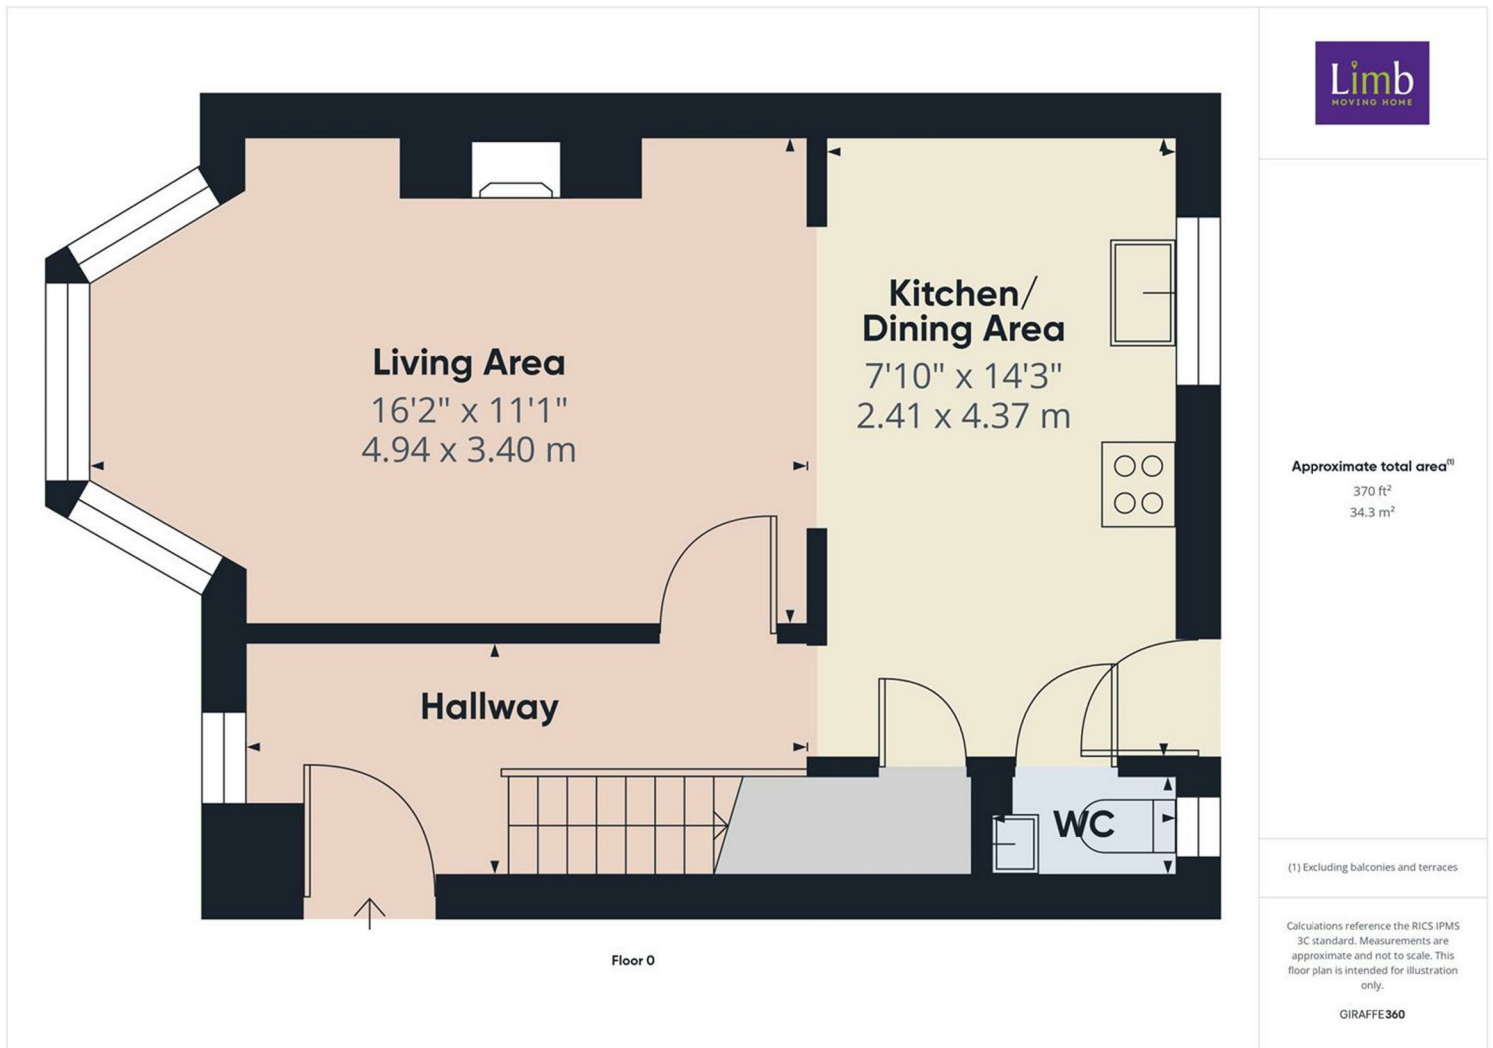 Living Area
16'2" x 11'1"
4.94 x 3.40 m
Kitchen/
Dining Area
7'10" x 14'3"
2.41 x 4.37 m
Hallway
WC
Floor 0
Limb
MOVING HOME
Approximate total area(1)
370 ft²
34.3 m²
(1) Excluding balconies and terraces
Calculations reference the RICS IPMS
3C standard. Measurements are
approximate and not to scale. This
floor plan is intended for illustration
only.
GIRAFFE360